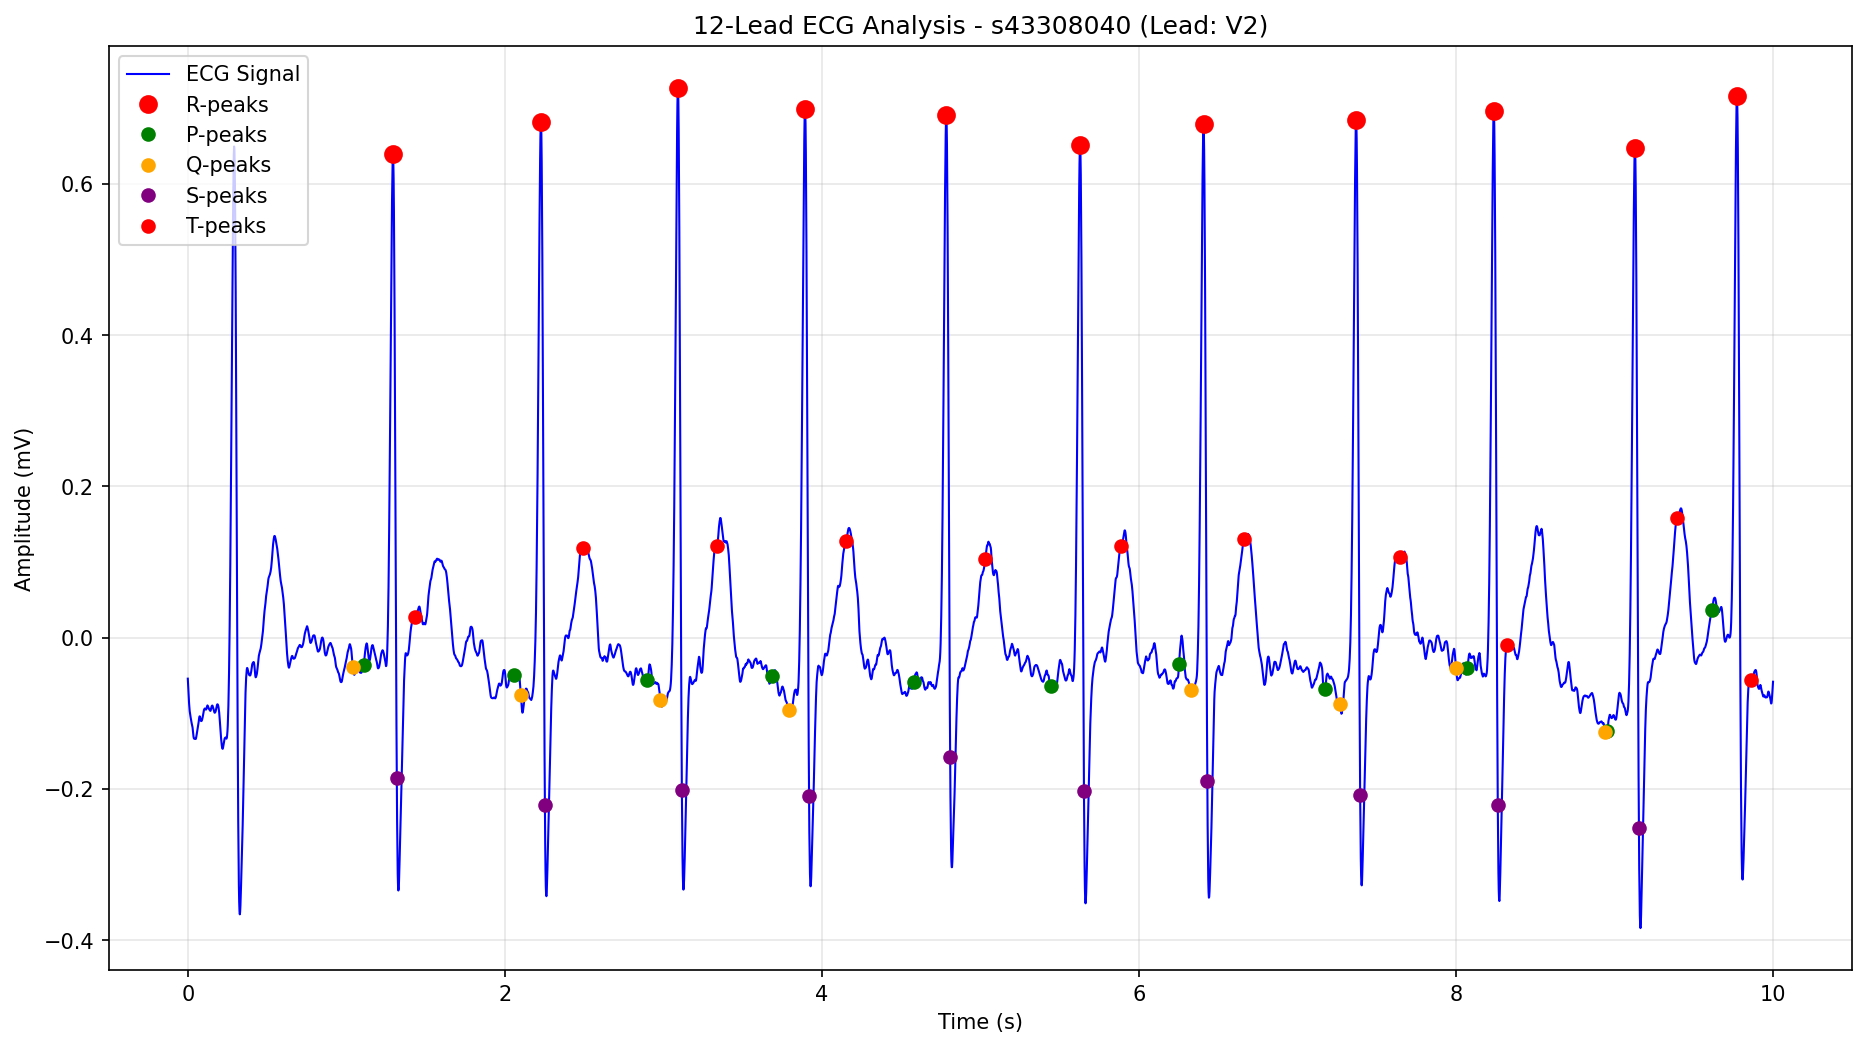 12-Lead ECG Analysis - s43308040 (Lead: V2)
ECG Signal
R-peaks
P-peaks
Q-peaks
S-peaks
T-peaks
Amplitude (mV)
0.6
0.4
0.2
0.0
−0.2
−0.4
0 2 4 6 8 10
Time (s)